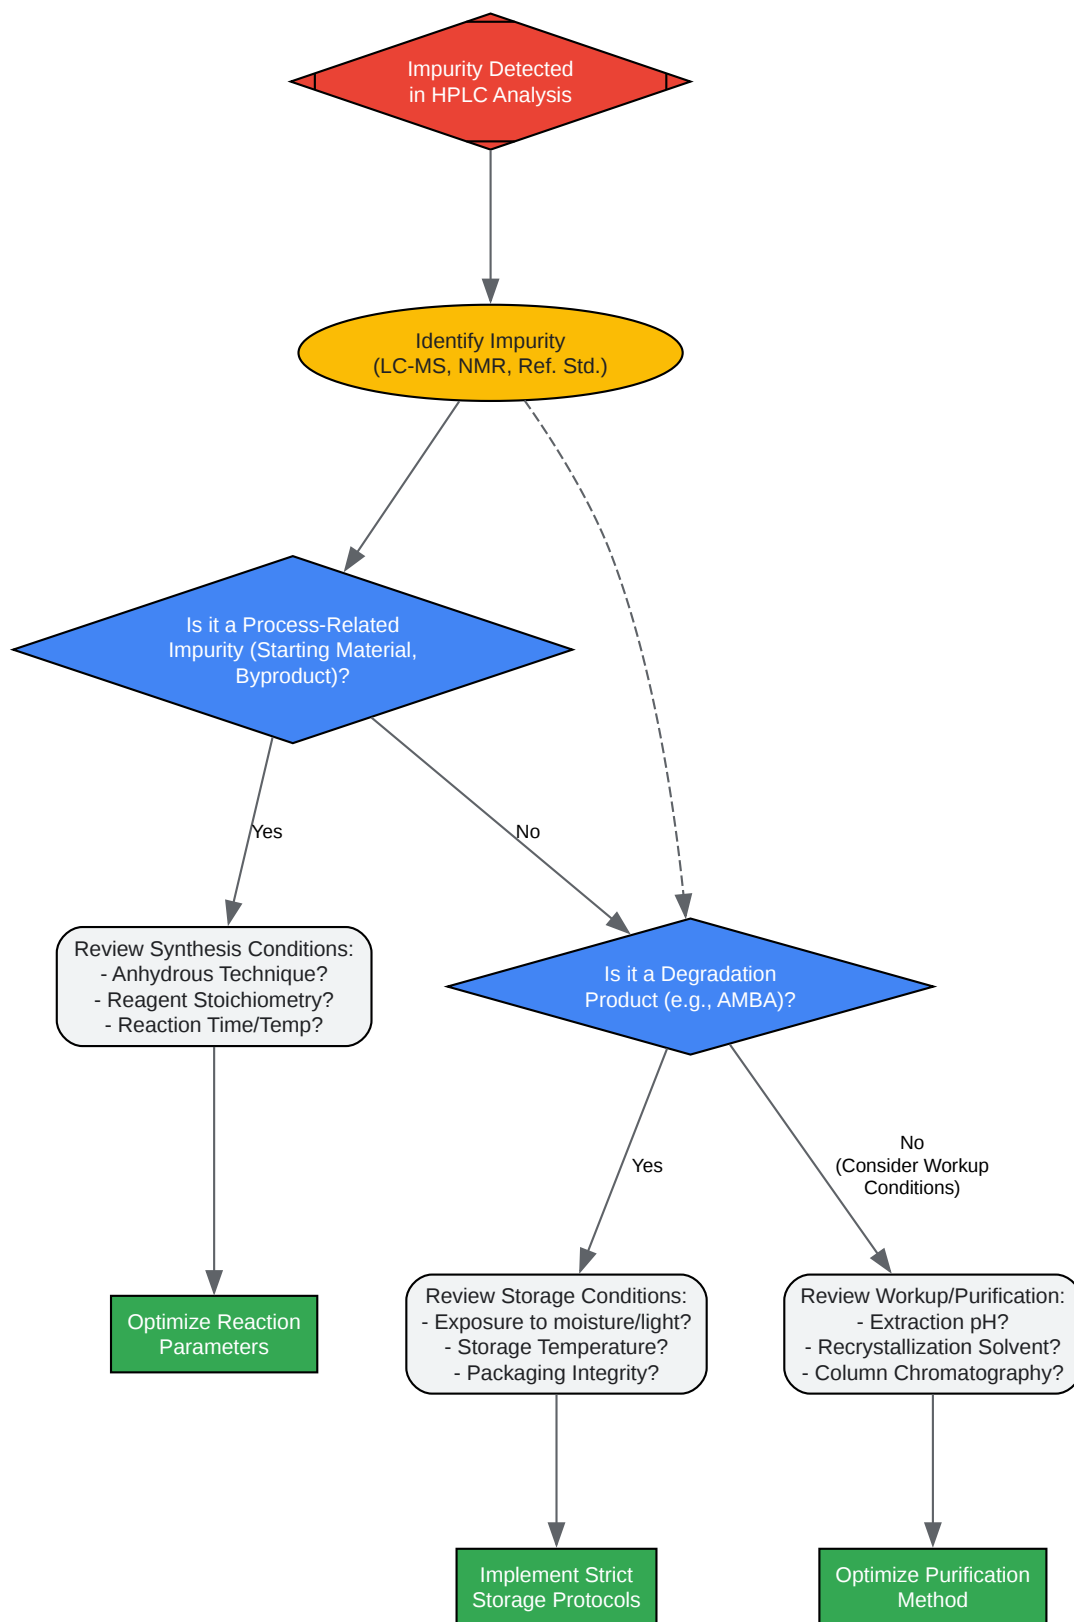 Impurity Detected
in HPLC Analysis
Identify Impurity
(LC-MS, NMR, Ref. Std.)
Is it a Process-Related
Impurity (Starting Material,
Byproduct)?
Yes
No
Review Synthesis Conditions:
- Anhydrous Technique?
- Reagent Stoichiometry?
- Reaction Time/Temp?
Is it a Degradation
Product (e.g., AMBA)?
Yes
No
(Consider Workup
Conditions)
Optimize Reaction
Parameters
Review Storage Conditions:
- Exposure to moisture/light?
- Storage Temperature?
- Packaging Integrity?
Review Workup/Purification:
- Extraction pH?
- Recrystallization Solvent?
- Column Chromatography?
Implement Strict
Storage Protocols
Optimize Purification
Method